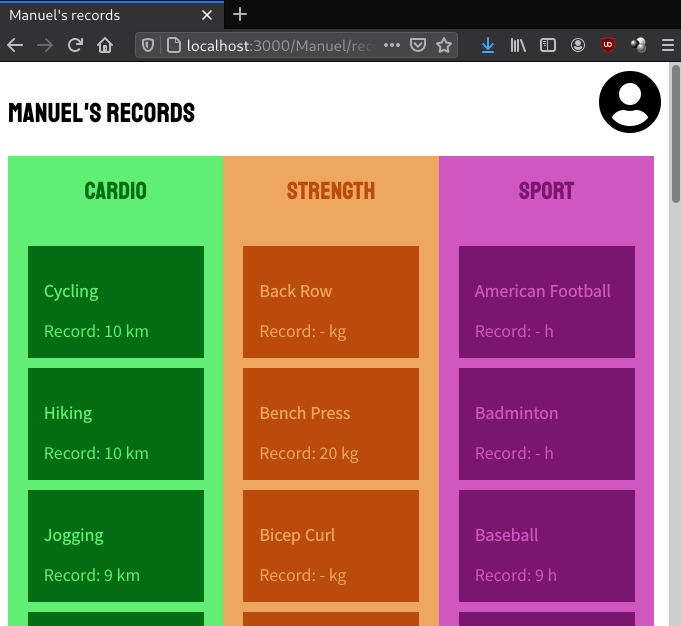 Manuel's records
localhost:3000/Manuel/rec
MANUEL'S RECORDS
CARDIO
Cycling
Record: 10 km
Hiking
Record: 10 km
Jogging
Record: 9 km
STRENGTH
Back Row
Record: - kg
Bench Press
Record: 20 kg
Bicep Curl
Record: - kg
SPORT
American Football
Record: - h
Badminton
Record: - h
Baseball
Record: 9 h